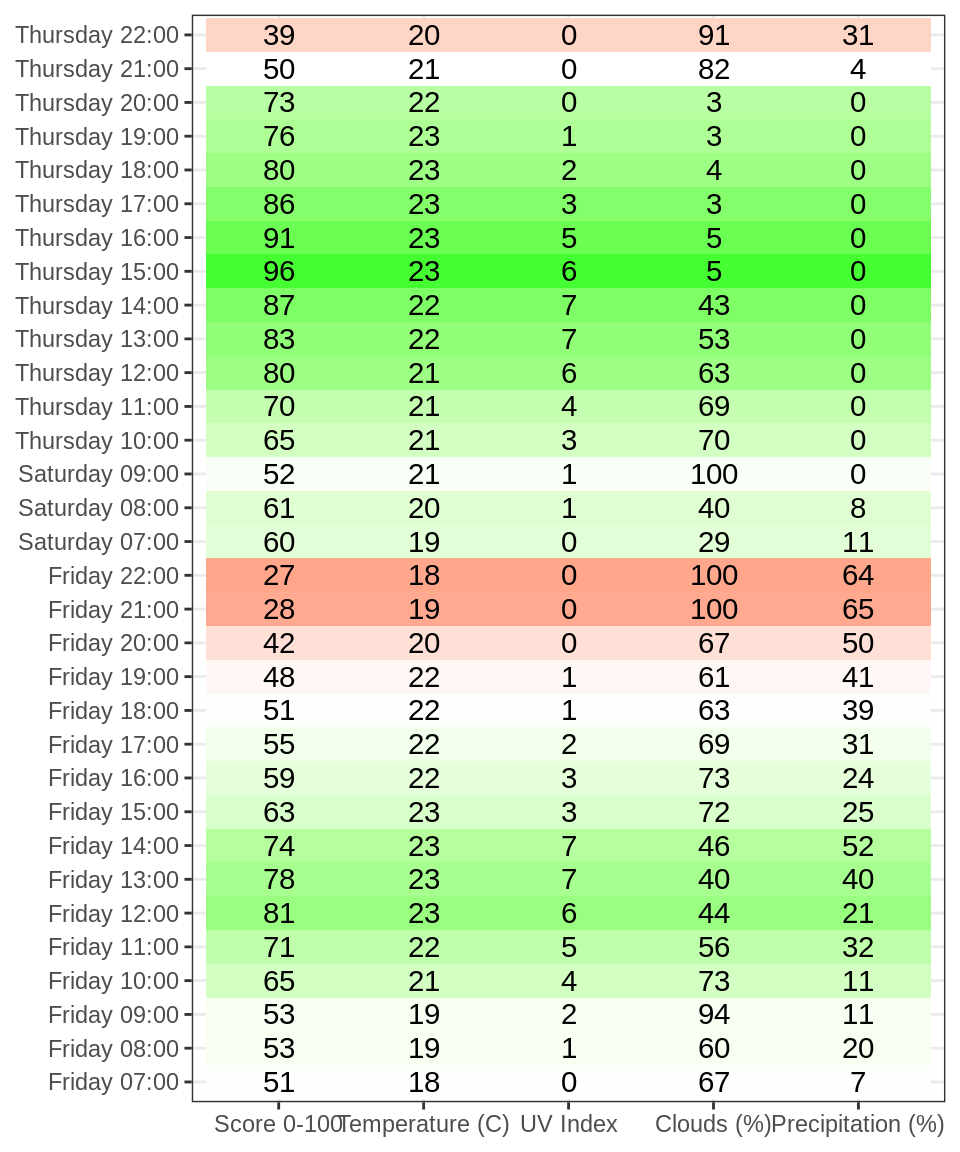 Thursday 22:00 39 20 0 91 31
Thursday 21:00 50 21 0 82 4
Thursday 20:00 73 22 0 3 0
Thursday 19:00 76 23 1 3 0
Thursday 18:00 80 23 2 4 0
Thursday 17:00 86 23 3 3 0
Thursday 16:00 91 23 5 5 0
Thursday 15:00 96 23 6 5 0
Thursday 14:00 87 22 7 43 0
Thursday 13:00 83 22 7 53 0
Thursday 12:00 80 21 6 63 0
Thursday 11:00 70 21 4 69 0
Thursday 10:00 65 21 3 70 0
Saturday 09:00 52 21 1 100 0
Saturday 08:00 61 20 1 40 8
Saturday 07:00 60 19 0 29 11
Friday 22:00 27 18 0 100 64
Friday 21:00 28 19 0 100 65
Friday 20:00 42 20 0 67 50
Friday 19:00 48 22 1 61 41
Friday 18:00 51 22 1 63 39
Friday 17:00 55 22 2 69 31
Friday 16:00 59 22 3 73 24
Friday 15:00 63 23 3 72 25
Friday 14:00 74 23 7 46 52
Friday 13:00 78 23 7 40 40
Friday 12:00 81 23 6 44 21
Friday 11:00 71 22 5 56 32
Friday 10:00 65 21 4 73 11
Friday 09:00 53 19 2 94 11
Friday 08:00 53 19 1 60 20
Friday 07:00 51 18 0 67 7
Score 0-100 Temperature (C) UV Index Clouds (%) Precipitation (%)